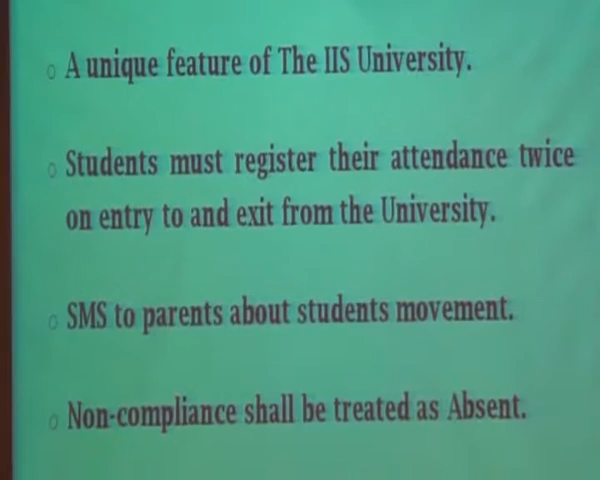 A unique feature of The IIS University.
Students must register their attendance twice
on entry to and exit from the University.
SMS to parents about students movement.
Non-compliance shall be treated as Absent.